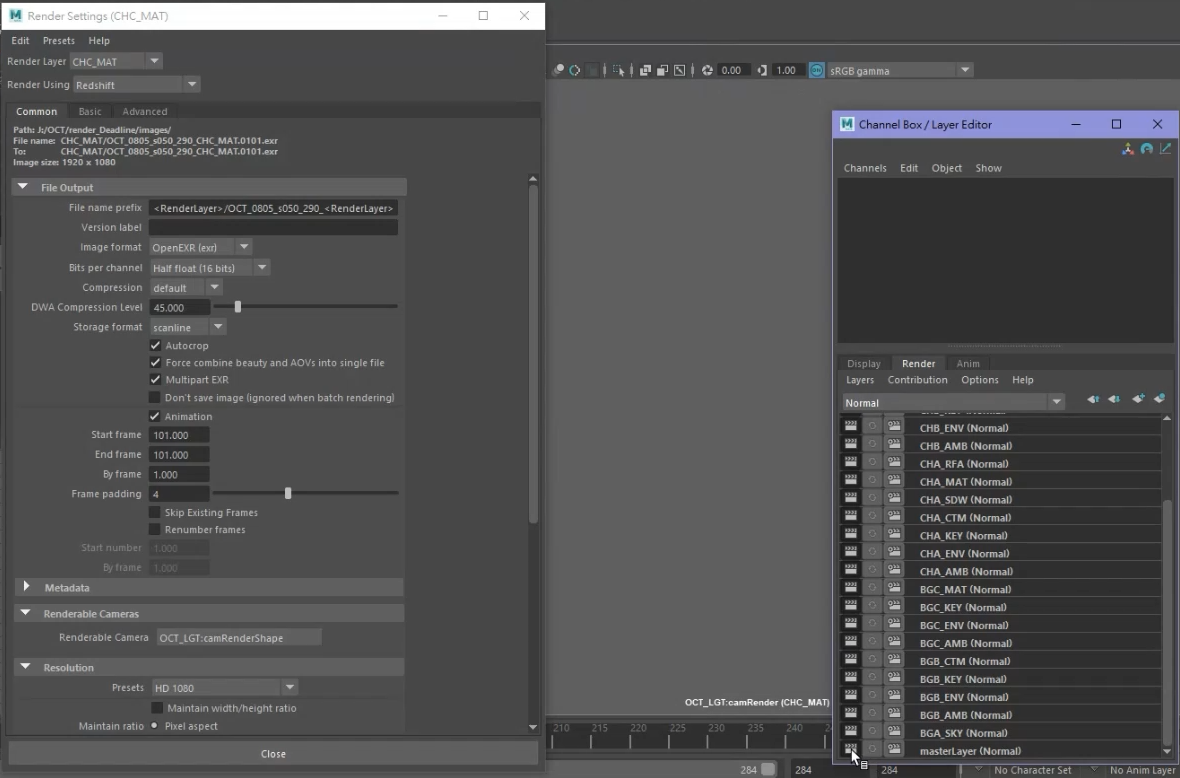 Render Settings (CHC_MAT)
Edit Presets Help
Render Layer CHC_MAT
Render Using Redshift
Common Basic Advanced
Path: J:/OCT/render_Deadline/images/
File name: CHC_MAT/OCT_0805_s050_290_CHC_MAT.0101.exr
To: CHC_MAT/OCT_0805_s050_290_CHC_MAT.0101.exr
Image size: 1920 x 1080
File Output
File name prefix <RenderLayer>/OCT_0805_s050_290_<RenderLayer>
Version label
Image format OpenEXR (exr)
Bits per channel Half float (16 bits)
Compression default
DWA Compression Level 45.000
Storage format scanline
Autocrop
Force combine beauty and AOVs into single file
Multipart EXR
Don't save image (ignored when batch rendering)
Animation
Start frame 101.000
End frame 101.000
By frame 1.000
Frame padding 4
Skip Existing Frames
Renumber frames
Start number 1.000
By frame 1.000
Metadata
Renderable Cameras
Renderable Camera OCT_LGT:camRenderShape
Resolution
Presets HD 1080
Maintain width/height ratio
Maintain ratio Pixel aspect
Close
0.00 1.00 sRGB gamma
OCT_LGT:camRender (CHC_MAT)
210 215 220 225 230 235 240
284 284 284 No Character Set No Anim Layer
Channel Box / Layer Editor
Channels Edit Object Show
Display Render Anim
Layers Contribution Options Help
Normal
CHB_ENV (Normal)
CHB_AMB (Normal)
CHA_RFA (Normal)
CHA_MAT (Normal)
CHA_SDW (Normal)
CHA_CTM (Normal)
CHA_KEY (Normal)
CHA_ENV (Normal)
CHA_AMB (Normal)
BGC_MAT (Normal)
BGC_KEY (Normal)
BGC_ENV (Normal)
BGC_AMB (Normal)
BGB_CTM (Normal)
BGB_KEY (Normal)
BGB_ENV (Normal)
BGB_AMB (Normal)
BGA_SKY (Normal)
masterLayer (Normal)